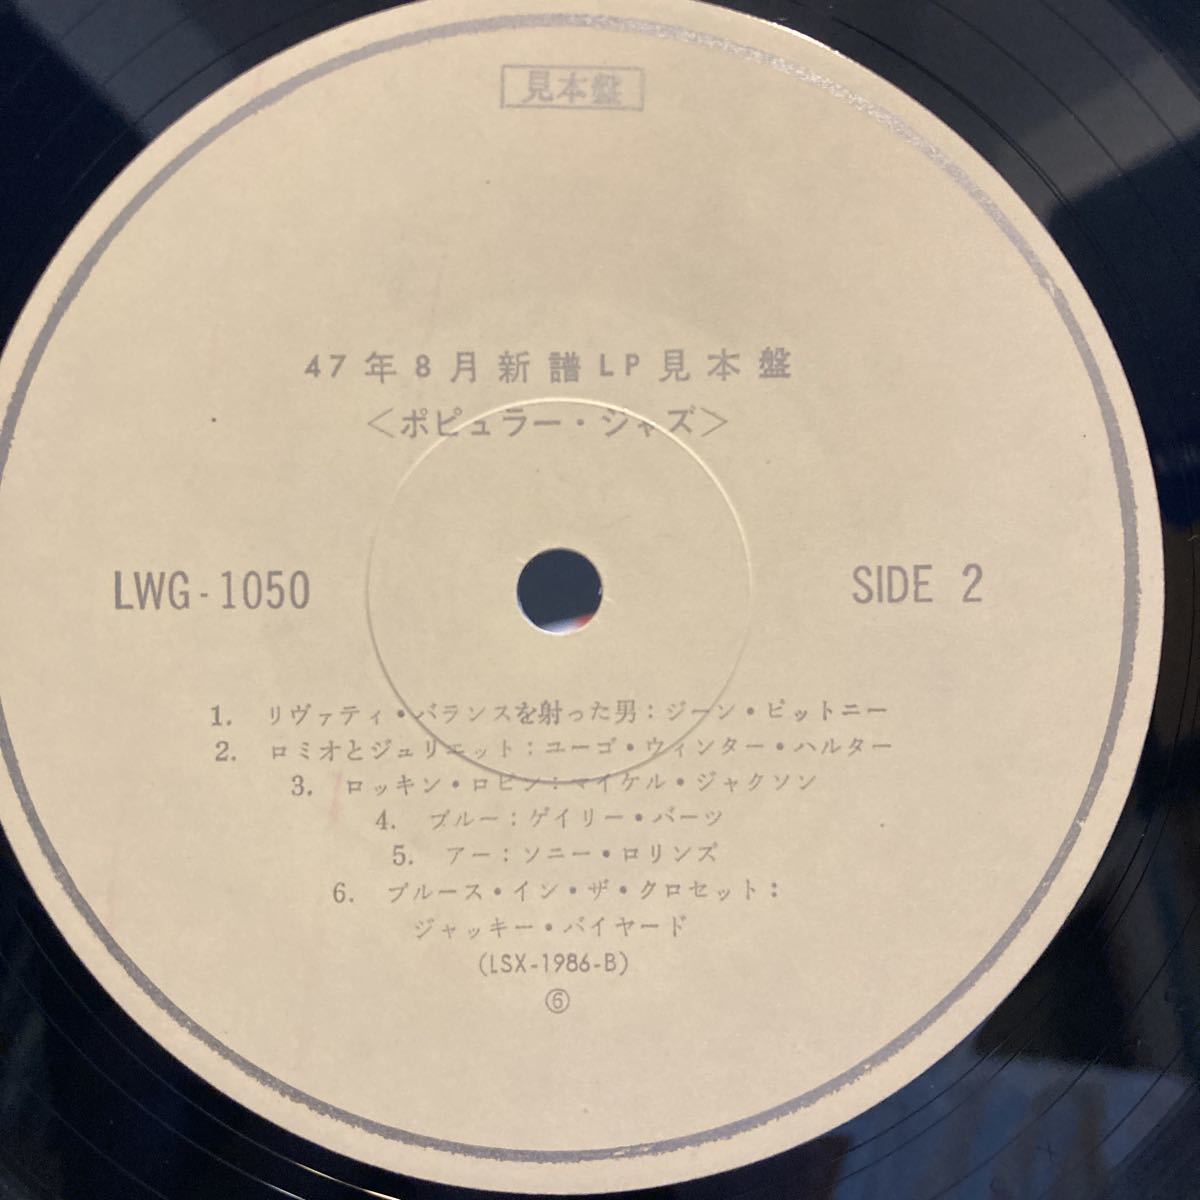 見本盤
47年8月新譜LP見本盤
＜ポピュラー・ジャズ＞
LWG-1050
SIDE 2
1. リヴァティ・バランスを射った男：ジーン・ピットニー
2. ロミオとジュリエット：ユーゴ・ウィンター・ハルター
3. ロッキン・ロビン：マイケル・ジャクソン
4. ブルー：ゲイリー・バーツ
5. アー：ソニー・ロリンズ
6. ブルース・イン・ザ・クロセット：
ジャッキー・バイヤード
(LSX-1986-B)
⑥